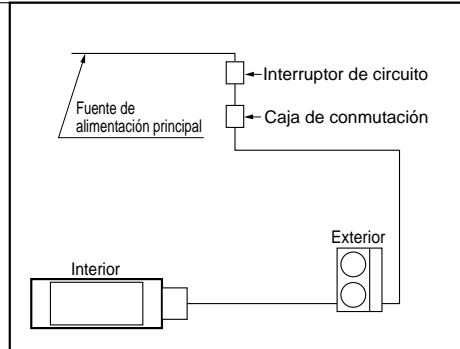 Interruptor de circuito
Fuente de
alimentación principal
Caja de conmutación
Exterior
Interior